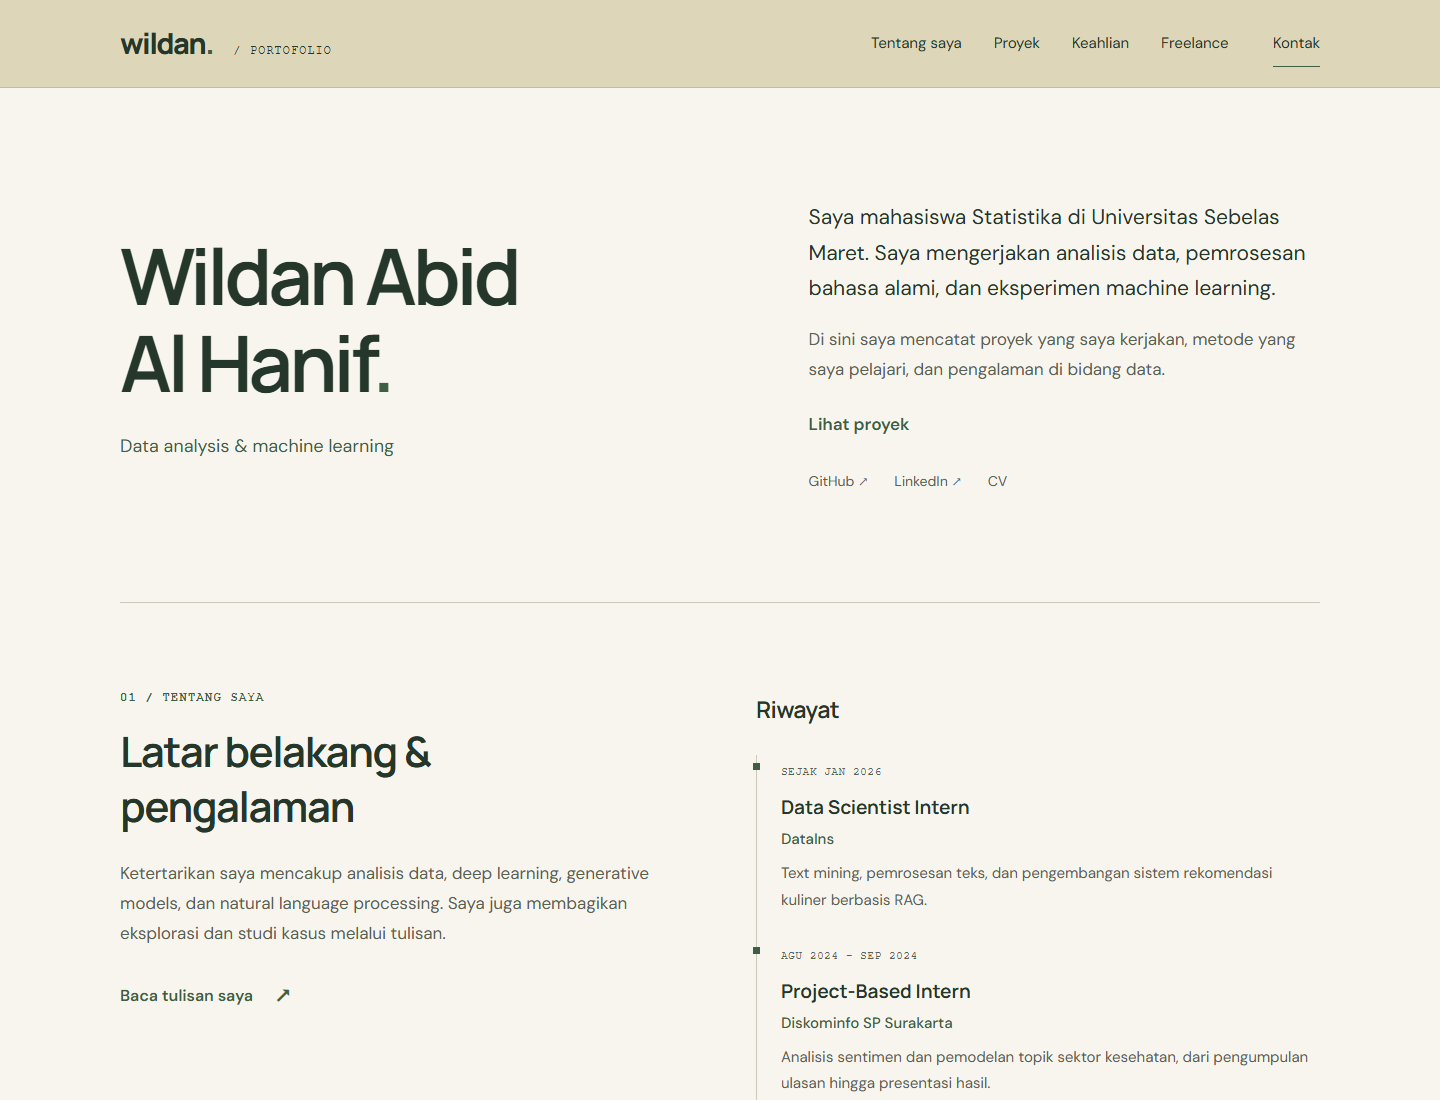 wildan. / PORTOFOLIO
Tentang saya Proyek Keahlian Freelance Kontak
Wildan Abid
Al Hanif.
Data analysis & machine learning
Saya mahasiswa Statistika di Universitas Sebelas
Maret. Saya mengerjakan analisis data, pemrosesan
bahasa alami, dan eksperimen machine learning.
Di sini saya mencatat proyek yang saya kerjakan, metode yang
saya pelajari, dan pengalaman di bidang data.
Lihat proyek
GitHub ↗ LinkedIn ↗ CV
01 / TENTANG SAYA
Latar belakang &
pengalaman
Ketertarikan saya mencakup analisis data, deep learning, generative
models, dan natural language processing. Saya juga membagikan
eksplorasi dan studi kasus melalui tulisan.
Baca tulisan saya ↗
Riwayat
SEJAK JAN 2026
Data Scientist Intern
DataIns
Text mining, pemrosesan teks, dan pengembangan sistem rekomendasi
kuliner berbasis RAG.
AGU 2024 – SEP 2024
Project-Based Intern
Diskominfo SP Surakarta
Analisis sentimen dan pemodelan topik sektor kesehatan, dari pengumpulan
ulasan hingga presentasi hasil.